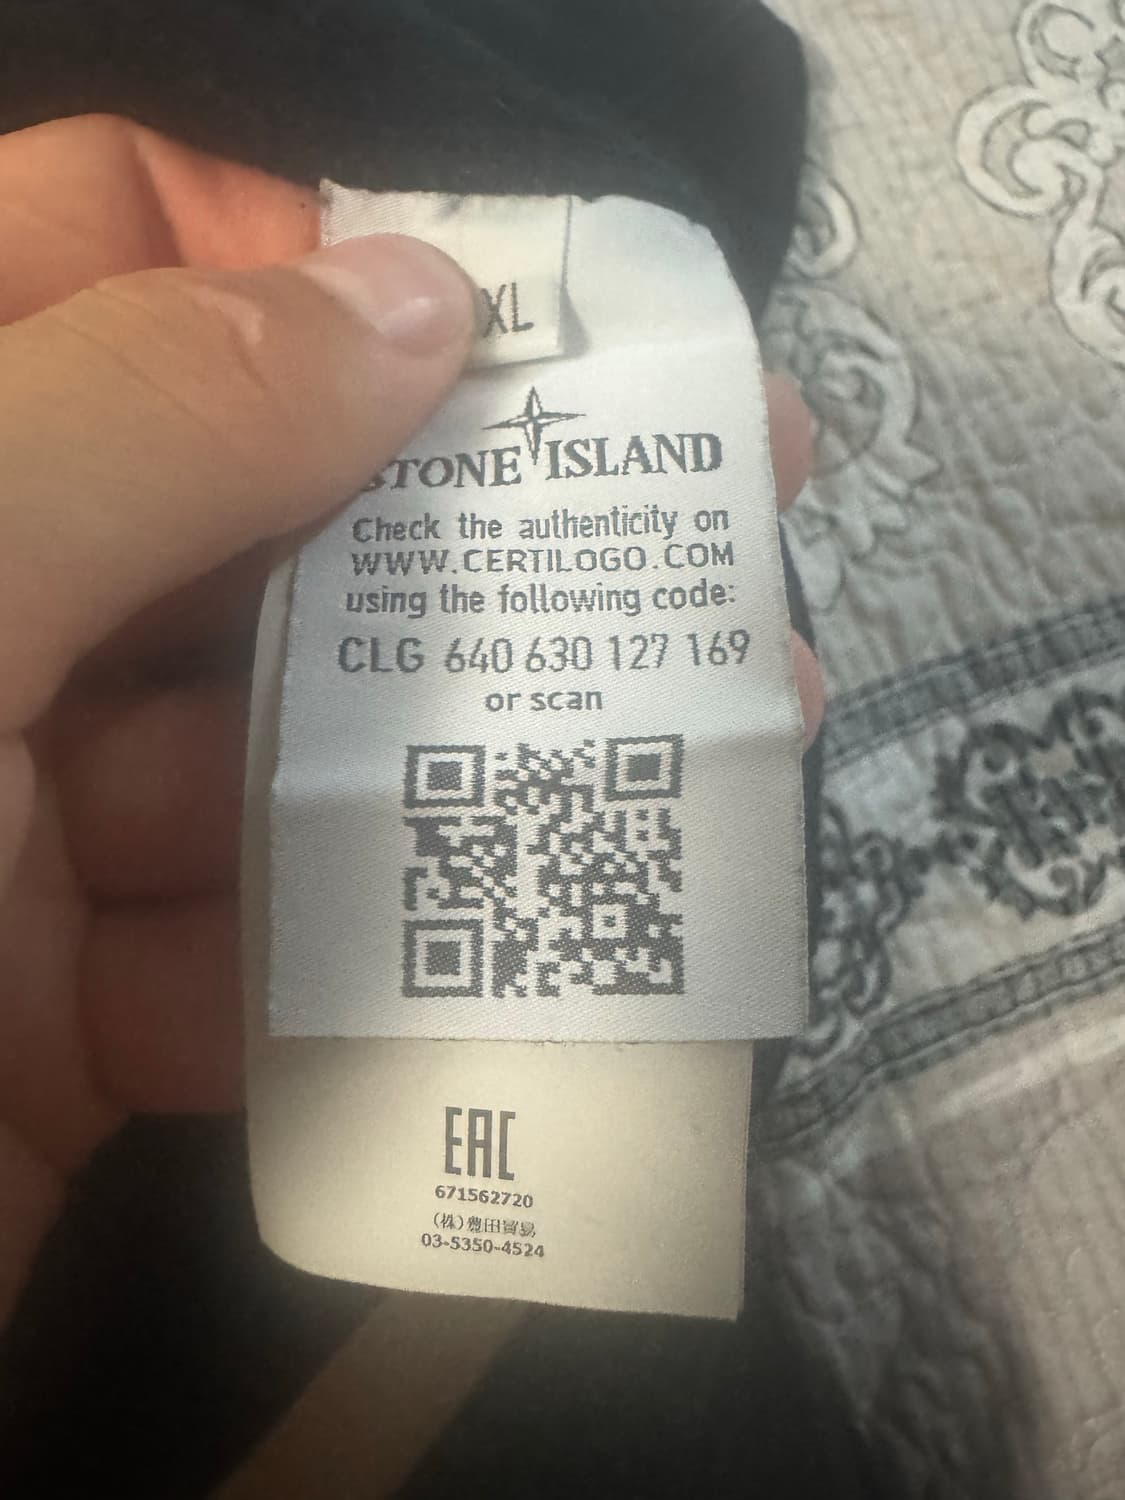 XL
STONE ISLAND
Check the authenticity on
WWW.CERTILOGO.COM
using the following code:
CLG 640 630 127 169
or scan
EAC
671562720
(株)豊田貿易
03-5350-4524